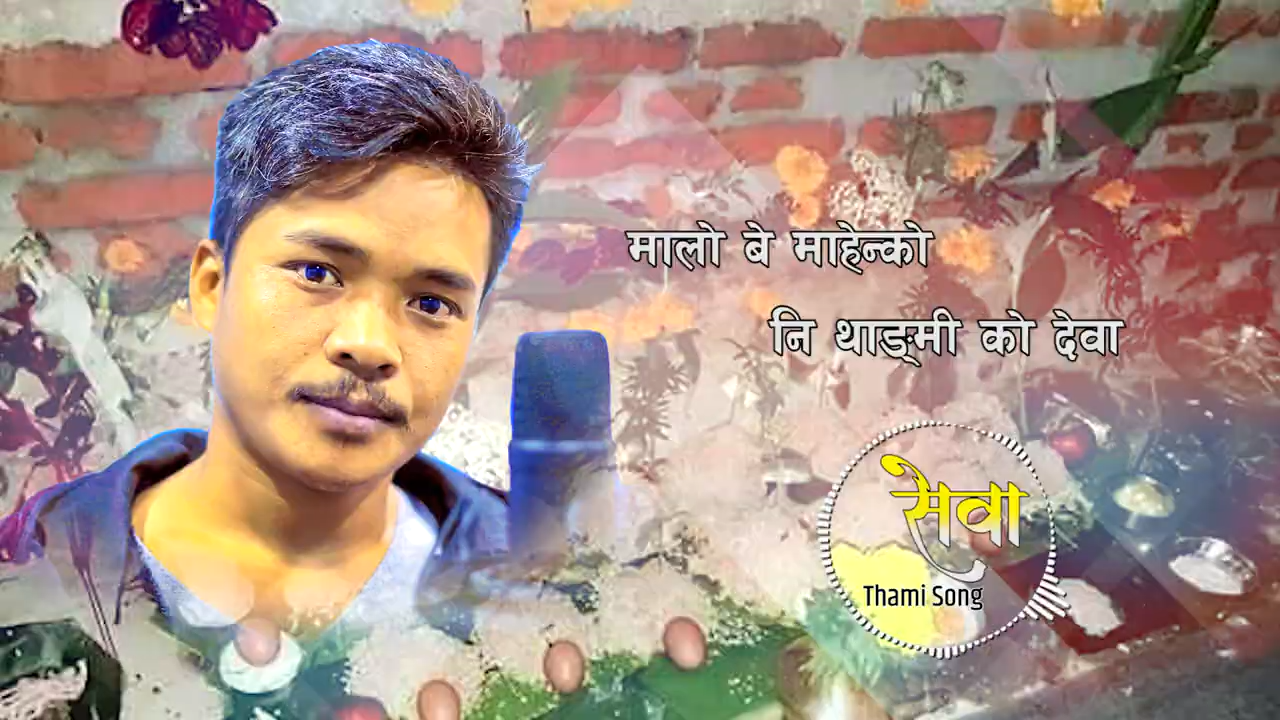 मालो बे माहेन्को
नि थाङ्मी को देवा
सेवा
Thami Song